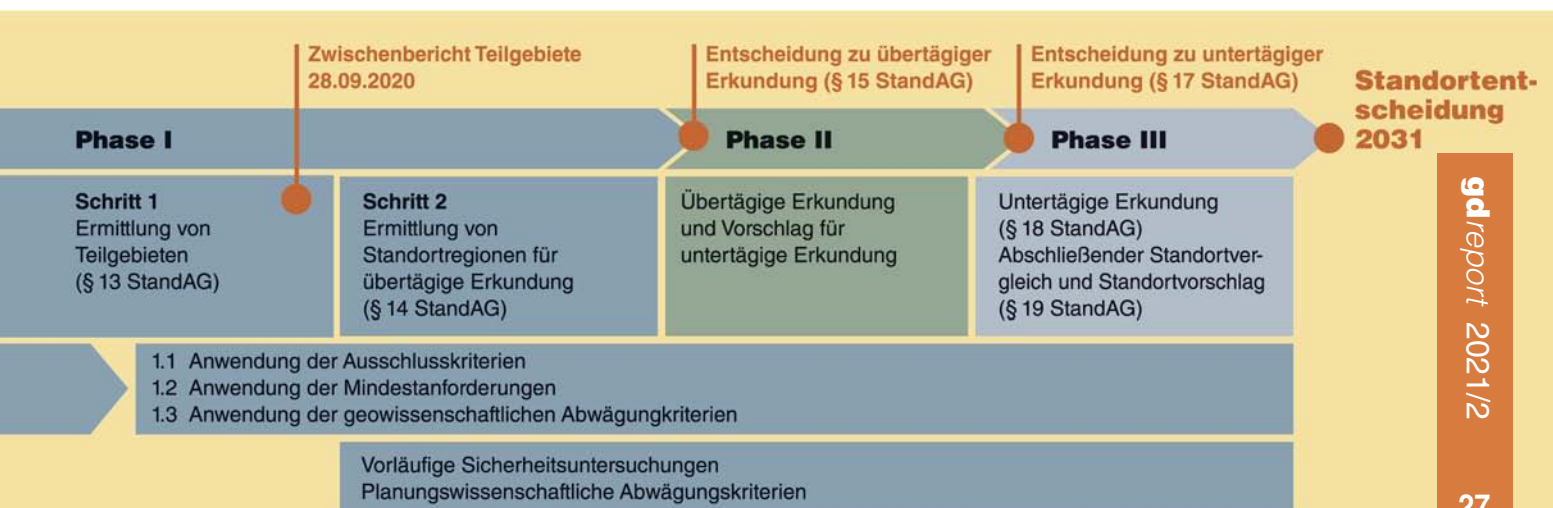 Zwischenbericht Teilgebiete
28.09.2020
Entscheidung zu übertägiger
Erkundung (§ 15 StandAG)
Entscheidung zu untertägiger
Erkundung (§ 17 StandAG)
Standortent-
scheidung
2031
Phase I
Phase II
Phase III
Schritt 1
Ermittlung von
Teilgebieten
(§ 13 StandAG)
Schritt 2
Ermittlung von
Standortregionen für
übertägige Erkundung
(§ 14 StandAG)
Übertägige Erkundung
und Vorschlag für
untertägige Erkundung
Untertägige Erkundung
(§ 18 StandAG)
Abschließender Standortver-
gleich und Standortvorschlag
(§ 19 StandAG)
1.1 Anwendung der Ausschlusskriterien
1.2 Anwendung der Mindestanforderungen
1.3 Anwendung der geowissenschaftlichen Abwägungkriterien
Vorläufige Sicherheitsuntersuchungen
Planungswissenschaftliche Abwägungskriterien
gdreport 2021/2
27